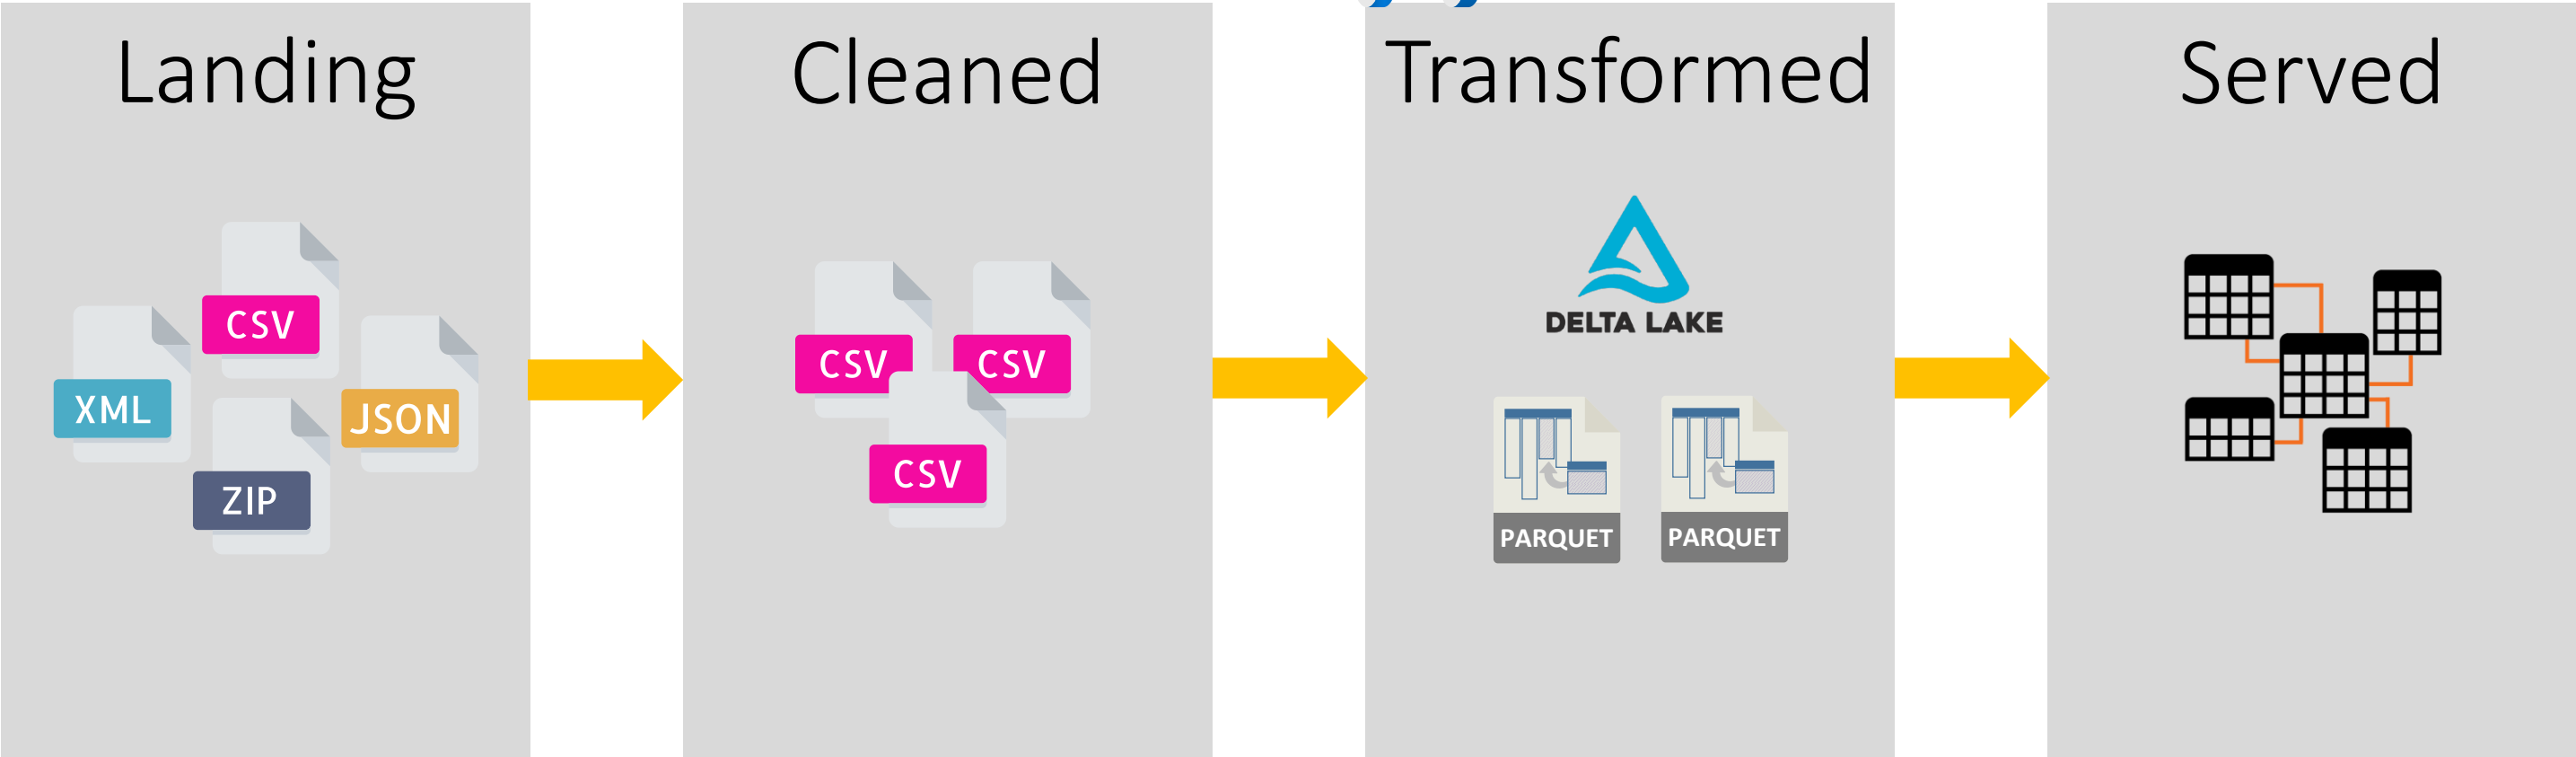 Landing
CSV
XML
JSON
ZIP
Cleaned
CSV
CSV
CSV
Transformed
DELTA LAKE
PARQUET
PARQUET
Served